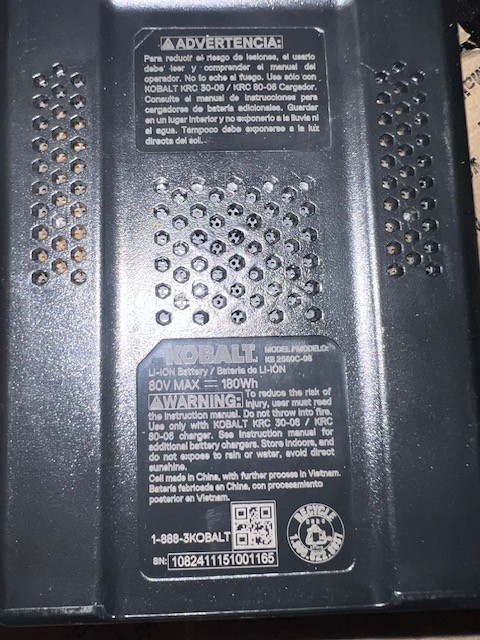 ADVERTENCIA:
Para reducir el riesgo de lesiones, el usario
debe leer y comprender el manual del
operador. No lo eche al fuego. Use sólo con
KOBALT KRC 30-06 / KRC 80-06 Cargador.
Consulte el manual de instrucciones para
cargadores de batería adicionales. Guardar
en un lugar interior y no exponerlo a la lluvia ni
al agua. Tampoco debe exponerse a la luz
directa del sol.
KOBALT. MODEL / MODELO:
KB 2580C-06
LI-ION Battery / Batería de LI-IÓN
80V MAX 180Wh
WARNING: To reduce the risk of
injury, user must read
the instruction manual. Do not throw into fire.
Use only with KOBALT KRC 30-06 / KRC
80-06 charger. See instruction manual for
additional battery chargers. Store indoors, and
do not expose to rain or water, avoid direct
sunshine.
Cell made in China, with further process in Vietnam.
Batería fabricada en China, con procesamiento
posterior en Vietnam.
1-888-3KOBALT
RECYCLE
1.800.822.8837
SN: 1082411151001165